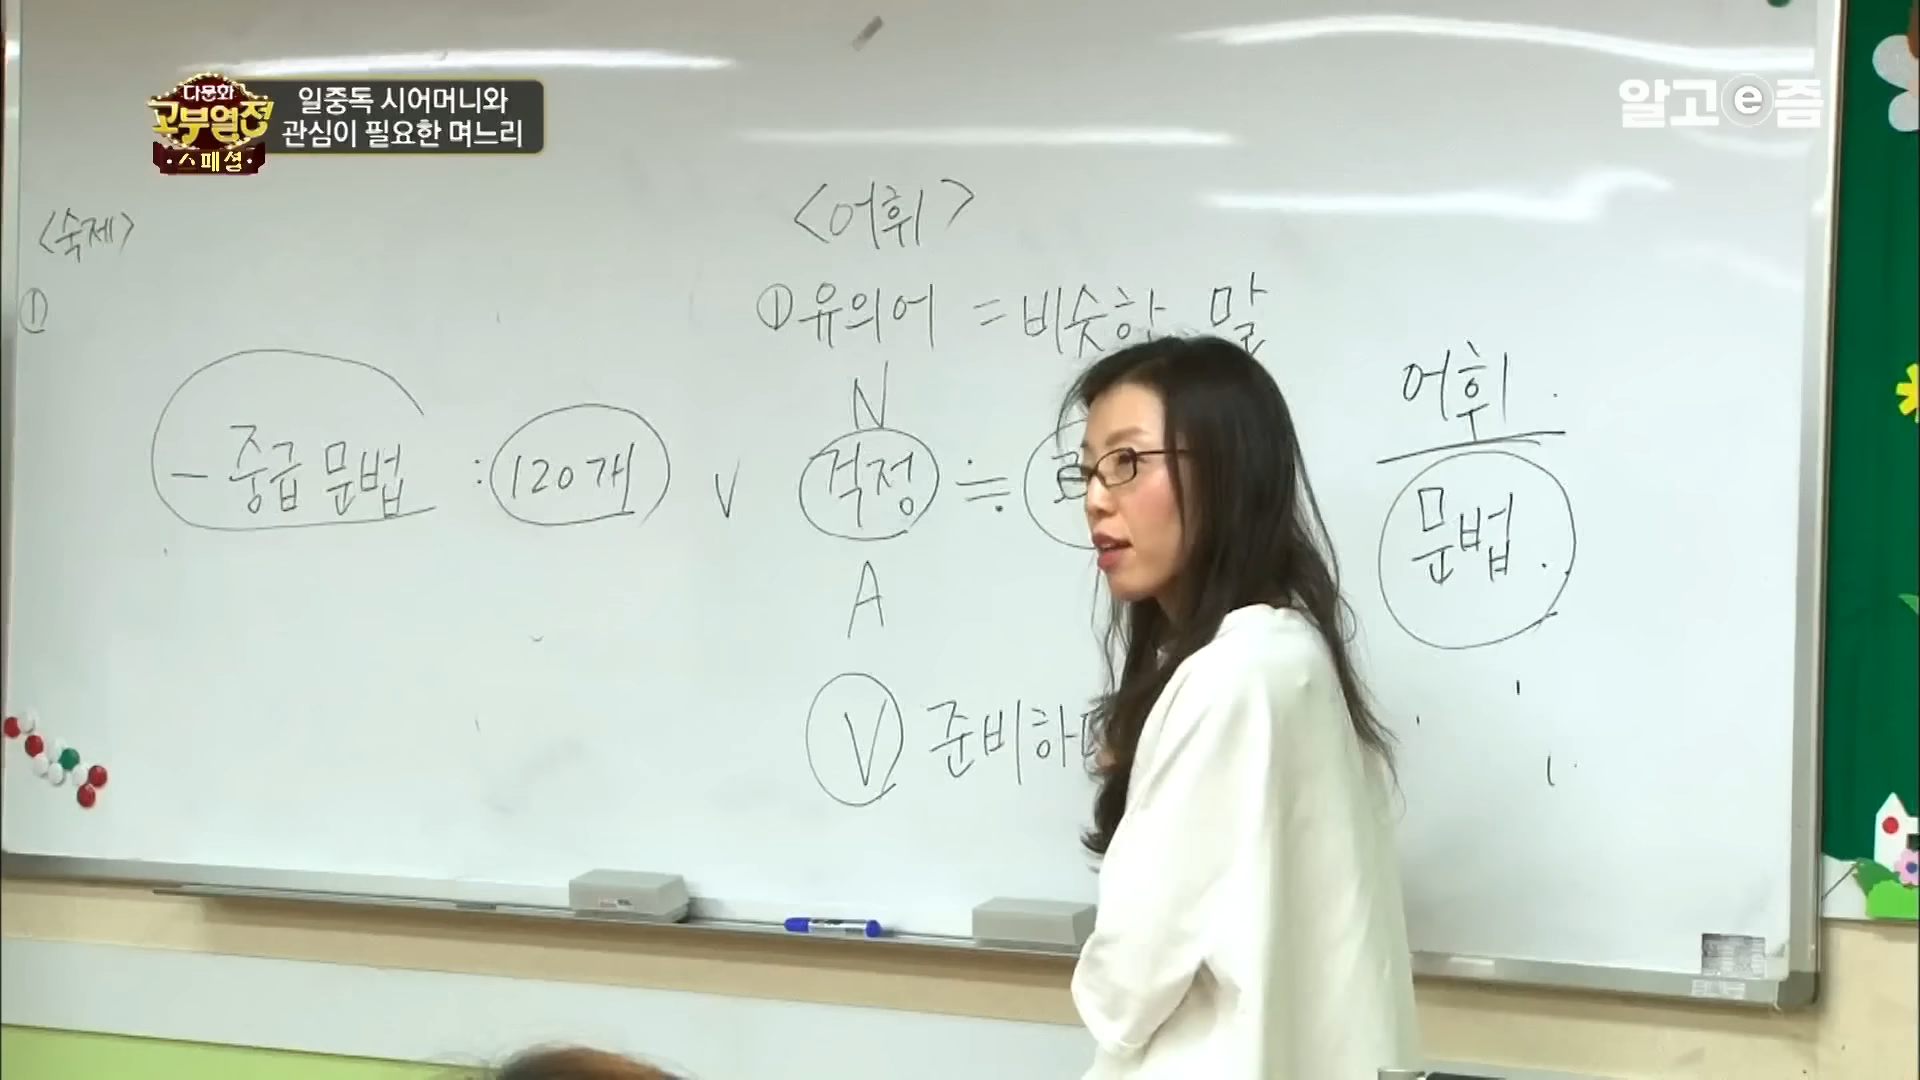 다문화
고부열전
스페셜
일중독 시어머니와
관심이 필요한 며느리
알고e즘
<숙제>
①
- 중급 문법 : 120개
<어휘>
① 유의어 = 비슷한 말
N
v 걱정 ≒
A
V 준비하다
어휘
문법